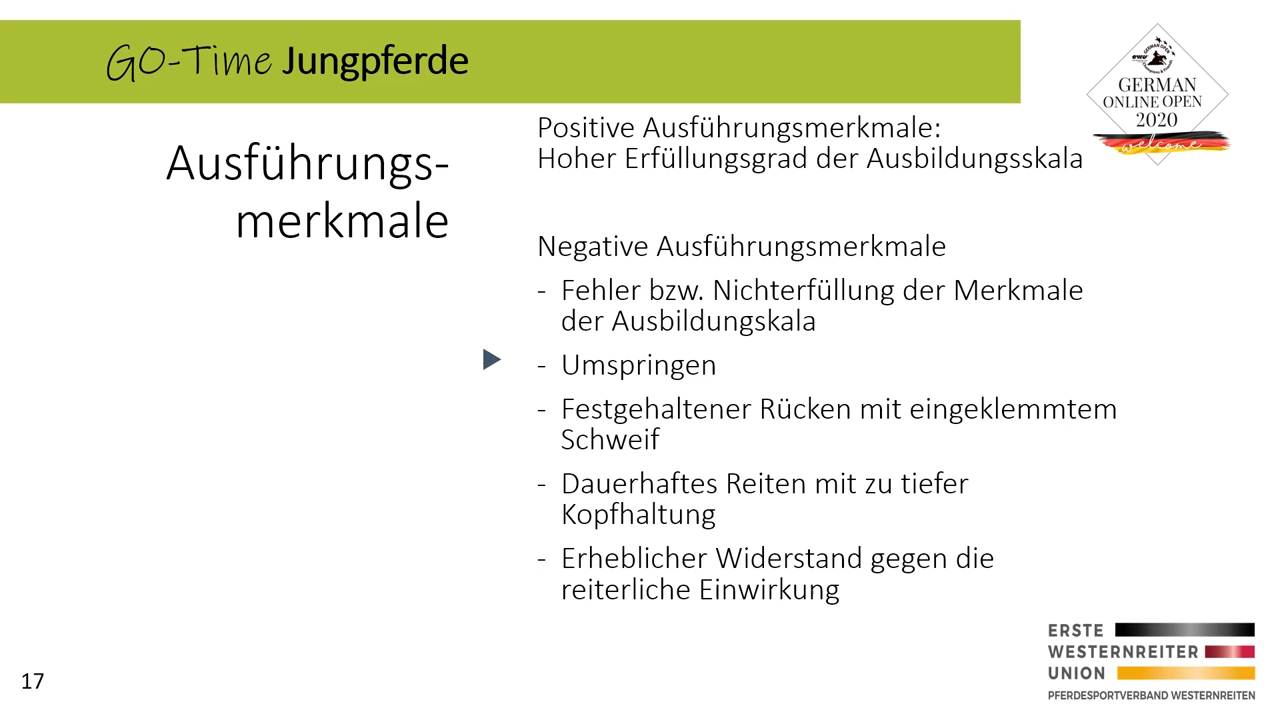 GO-Time Jungpferde
GERMAN
ONLINE OPEN
2020
welcome
Ausführungs-
merkmale
Positive Ausführungsmerkmale:
Hoher Erfüllungsgrad der Ausbildungsskala
Negative Ausführungsmerkmale
- Fehler bzw. Nichterfüllung der Merkmale
der Ausbildungskala
- Umspringen
- Festgehaltener Rücken mit eingeklemmtem
Schweif
- Dauerhaftes Reiten mit zu tiefer
Kopfhaltung
- Erheblicher Widerstand gegen die
reiterliche Einwirkung
17
ERSTE
WESTERNREITER
UNION
PFERDESPORTVERBAND WESTERNREITEN